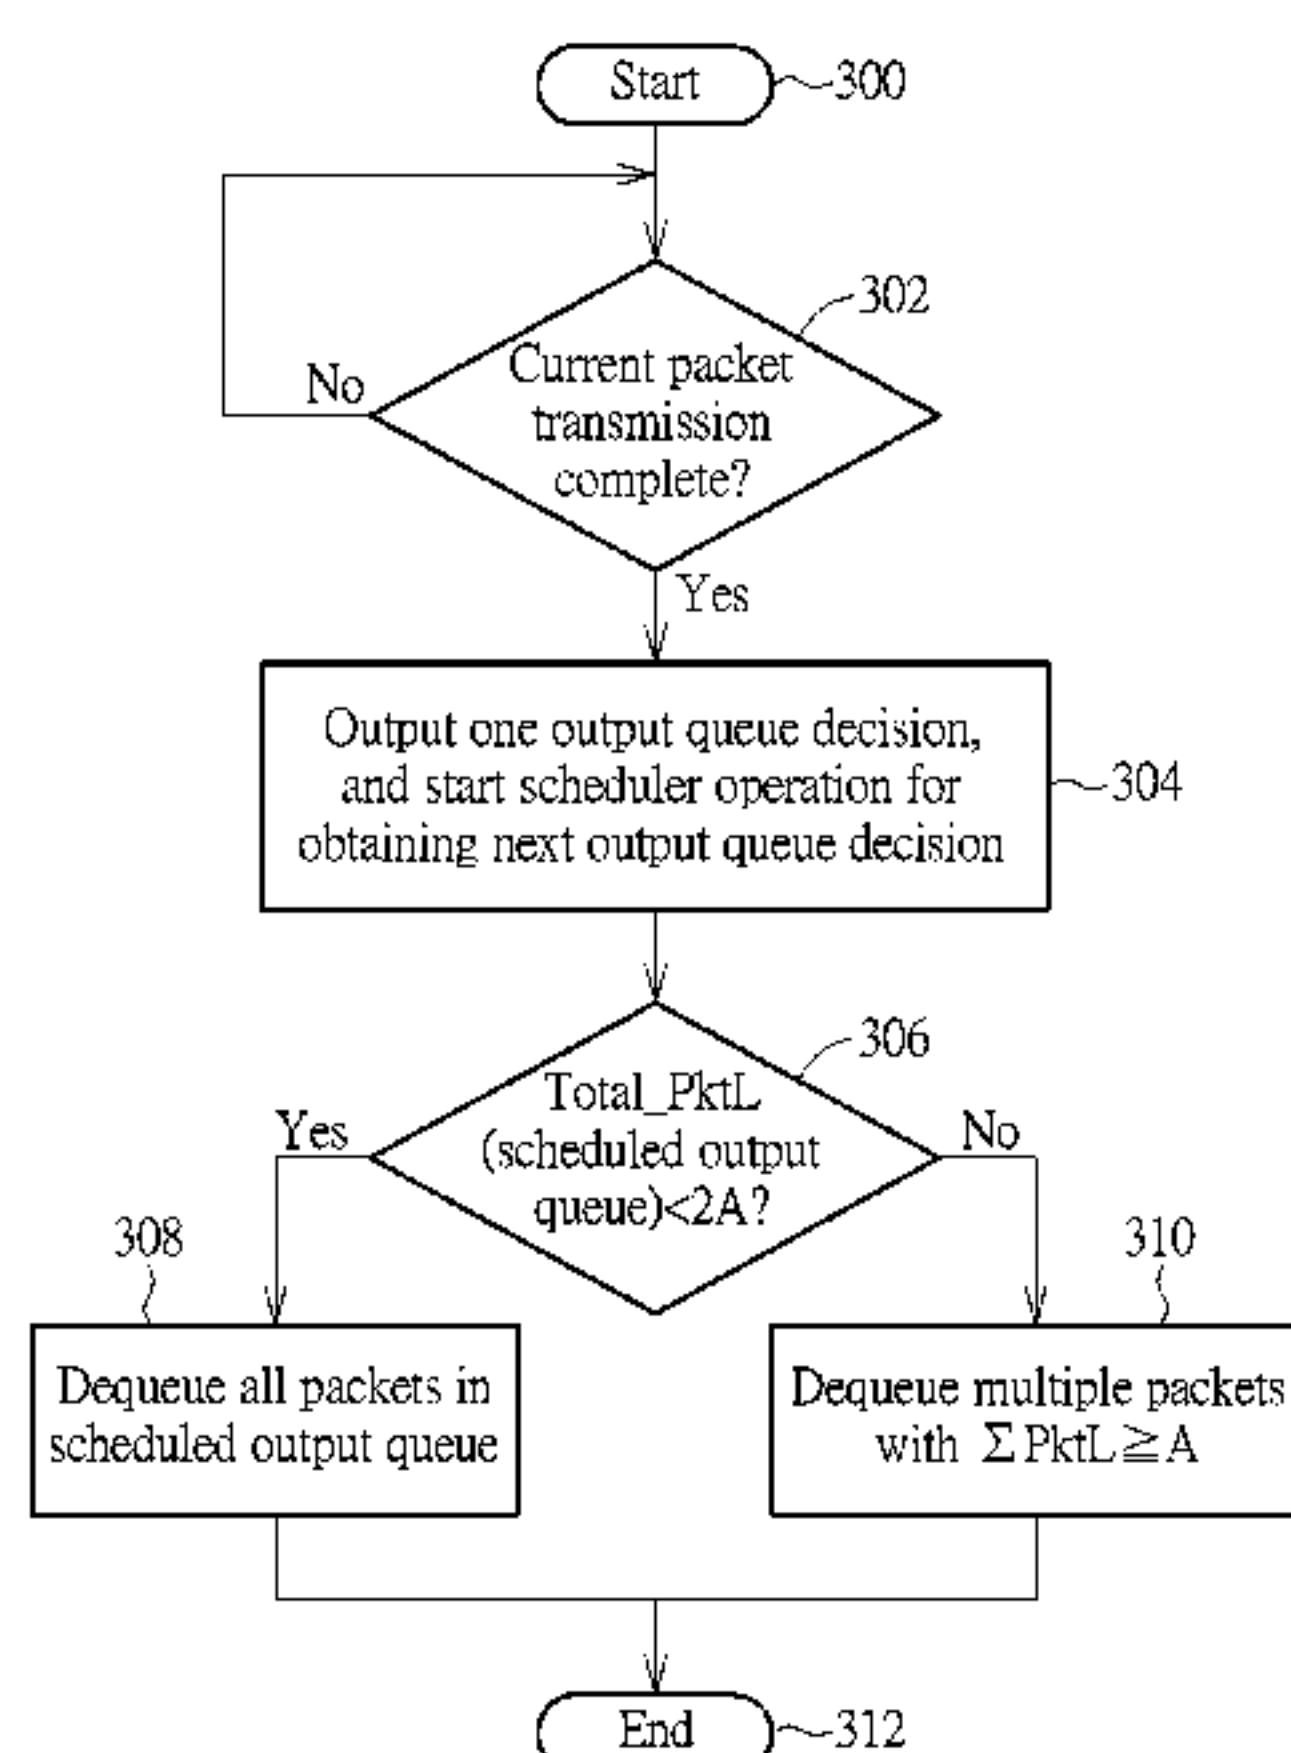 Start
300
302
Current packet
transmission
complete?
No
Yes
Output one output queue decision,
and start scheduler operation for
obtaining next output queue decision
304
306
Total_PktL
(scheduled output
queue)<2A?
Yes
No
308
310
Dequeue all packets in
scheduled output queue
Dequeue multiple packets
with ΣPktL≧A
End
312